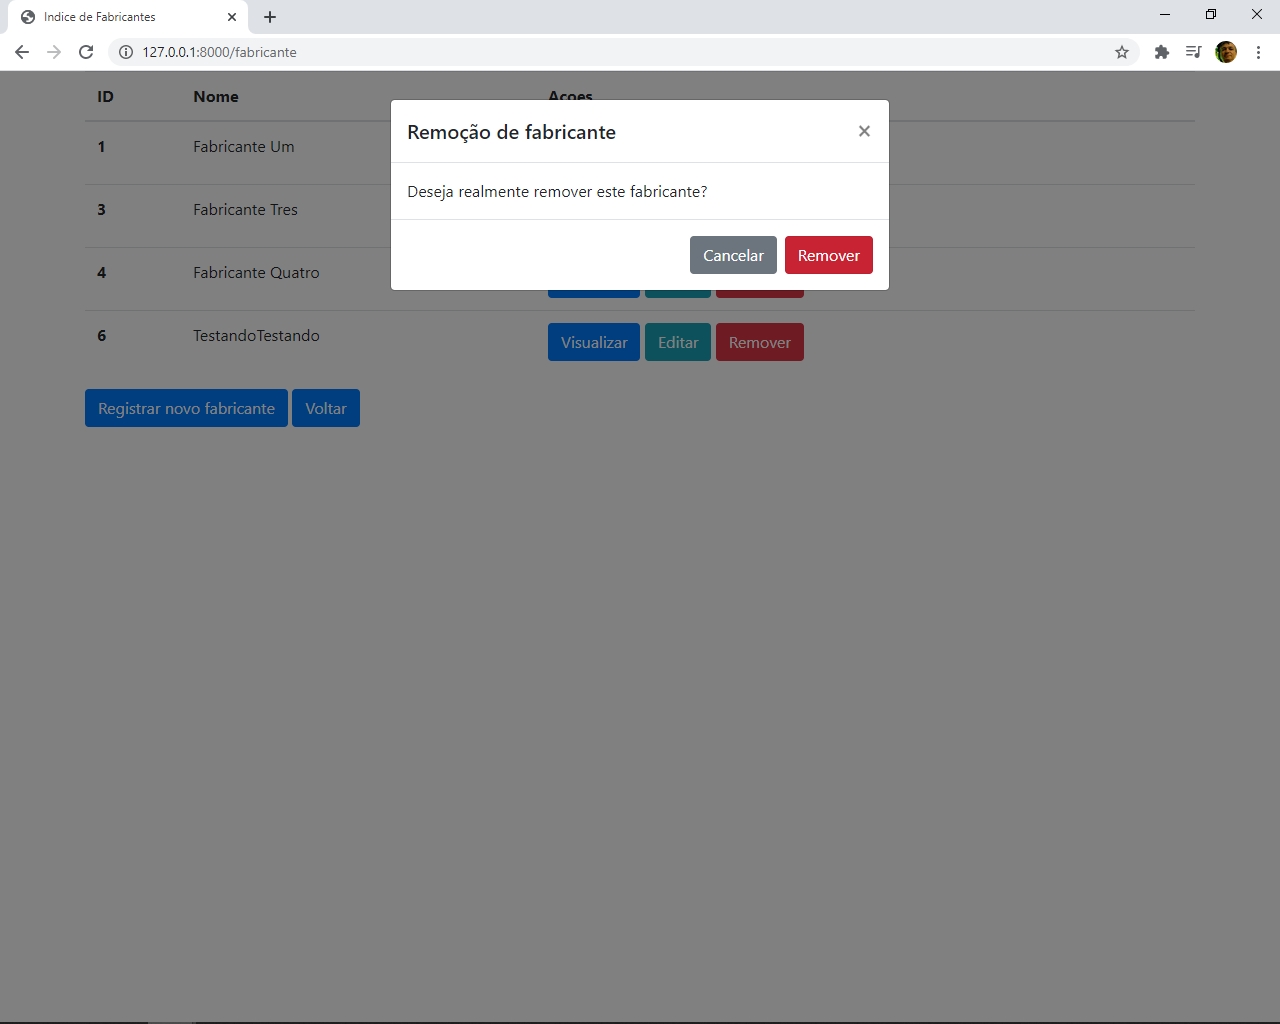 Indice de Fabricantes
127.0.0.1:8000/fabricante
ID Nome Acoes
Remoção de fabricante
Deseja realmente remover este fabricante?
Cancelar Remover
1 Fabricante Um
3 Fabricante Tres
4 Fabricante Quatro
6 TestandoTestando Visualizar Editar Remover
Registrar novo fabricante Voltar